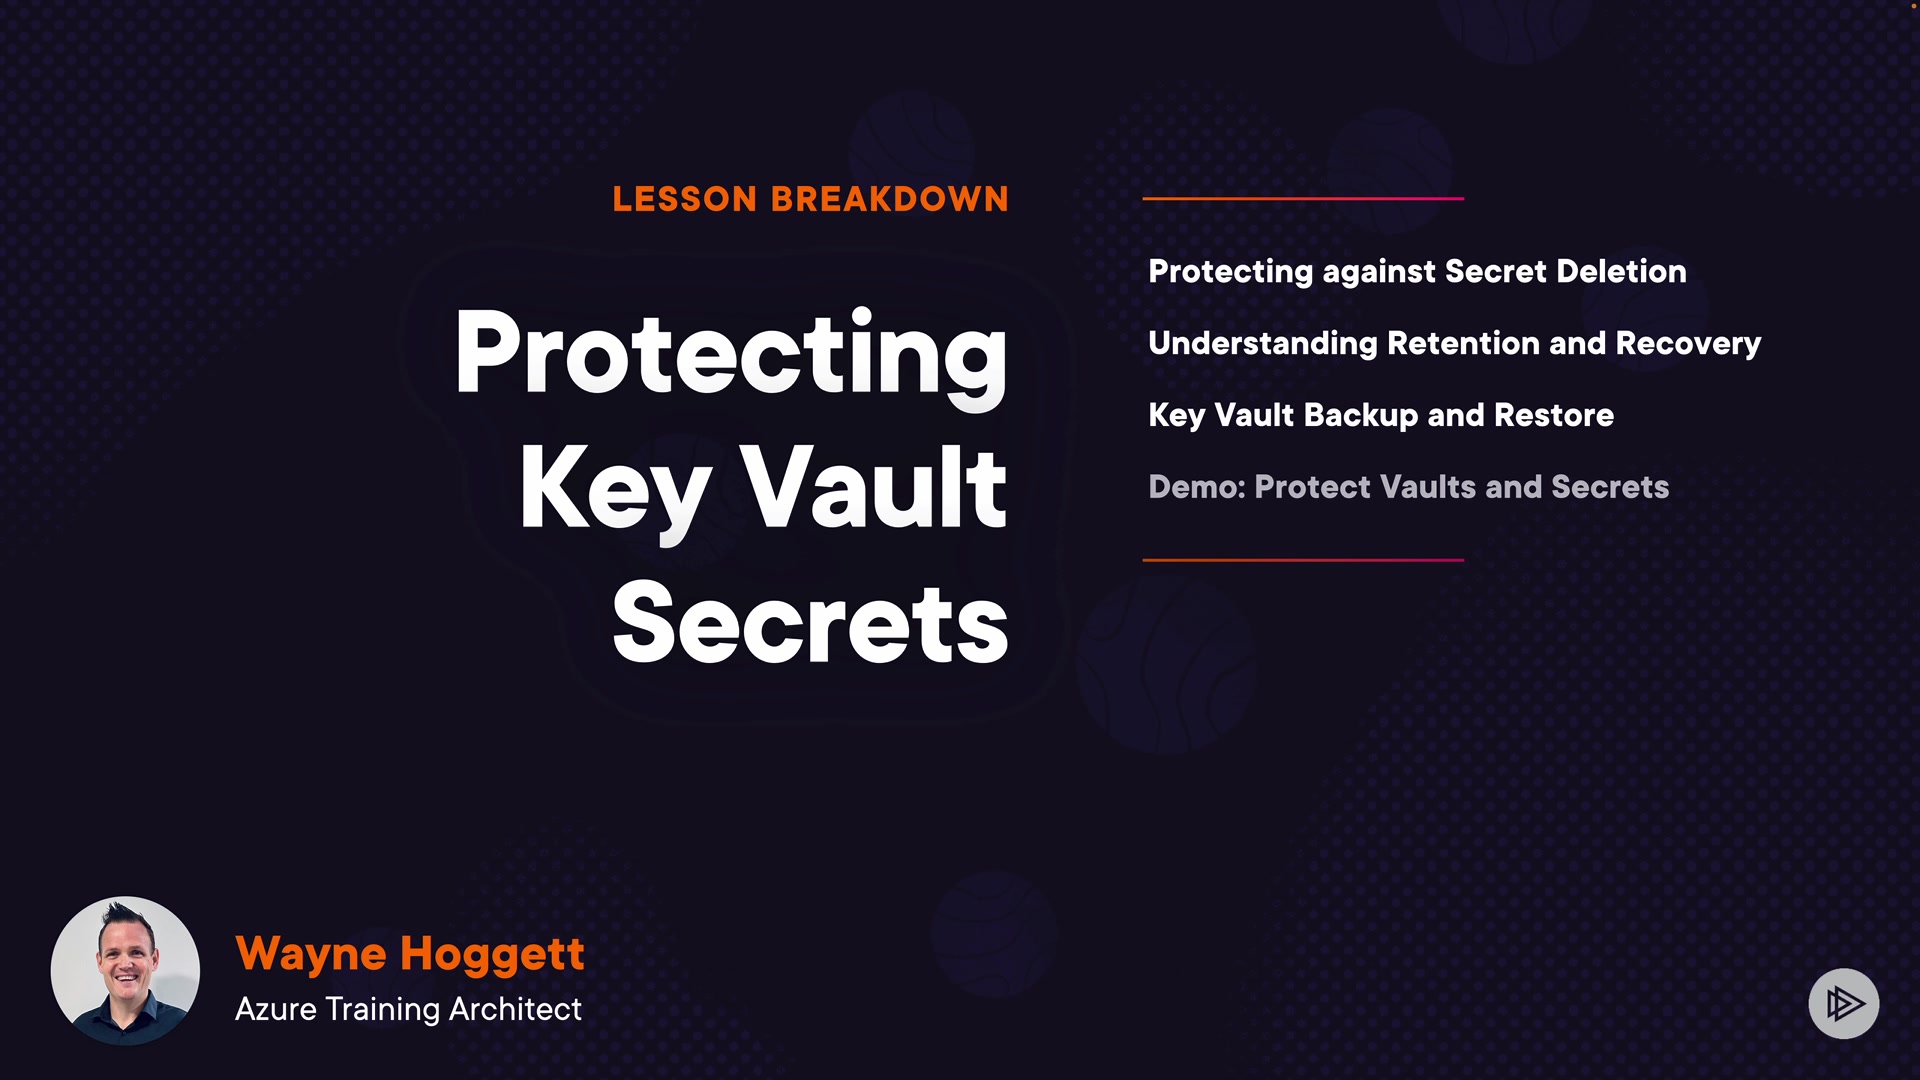 LESSON BREAKDOWN
Protecting
Key Vault
Secrets
Protecting against Secret Deletion
Understanding Retention and Recovery
Key Vault Backup and Restore
Demo: Protect Vaults and Secrets
Wayne Hoggett
Azure Training Architect